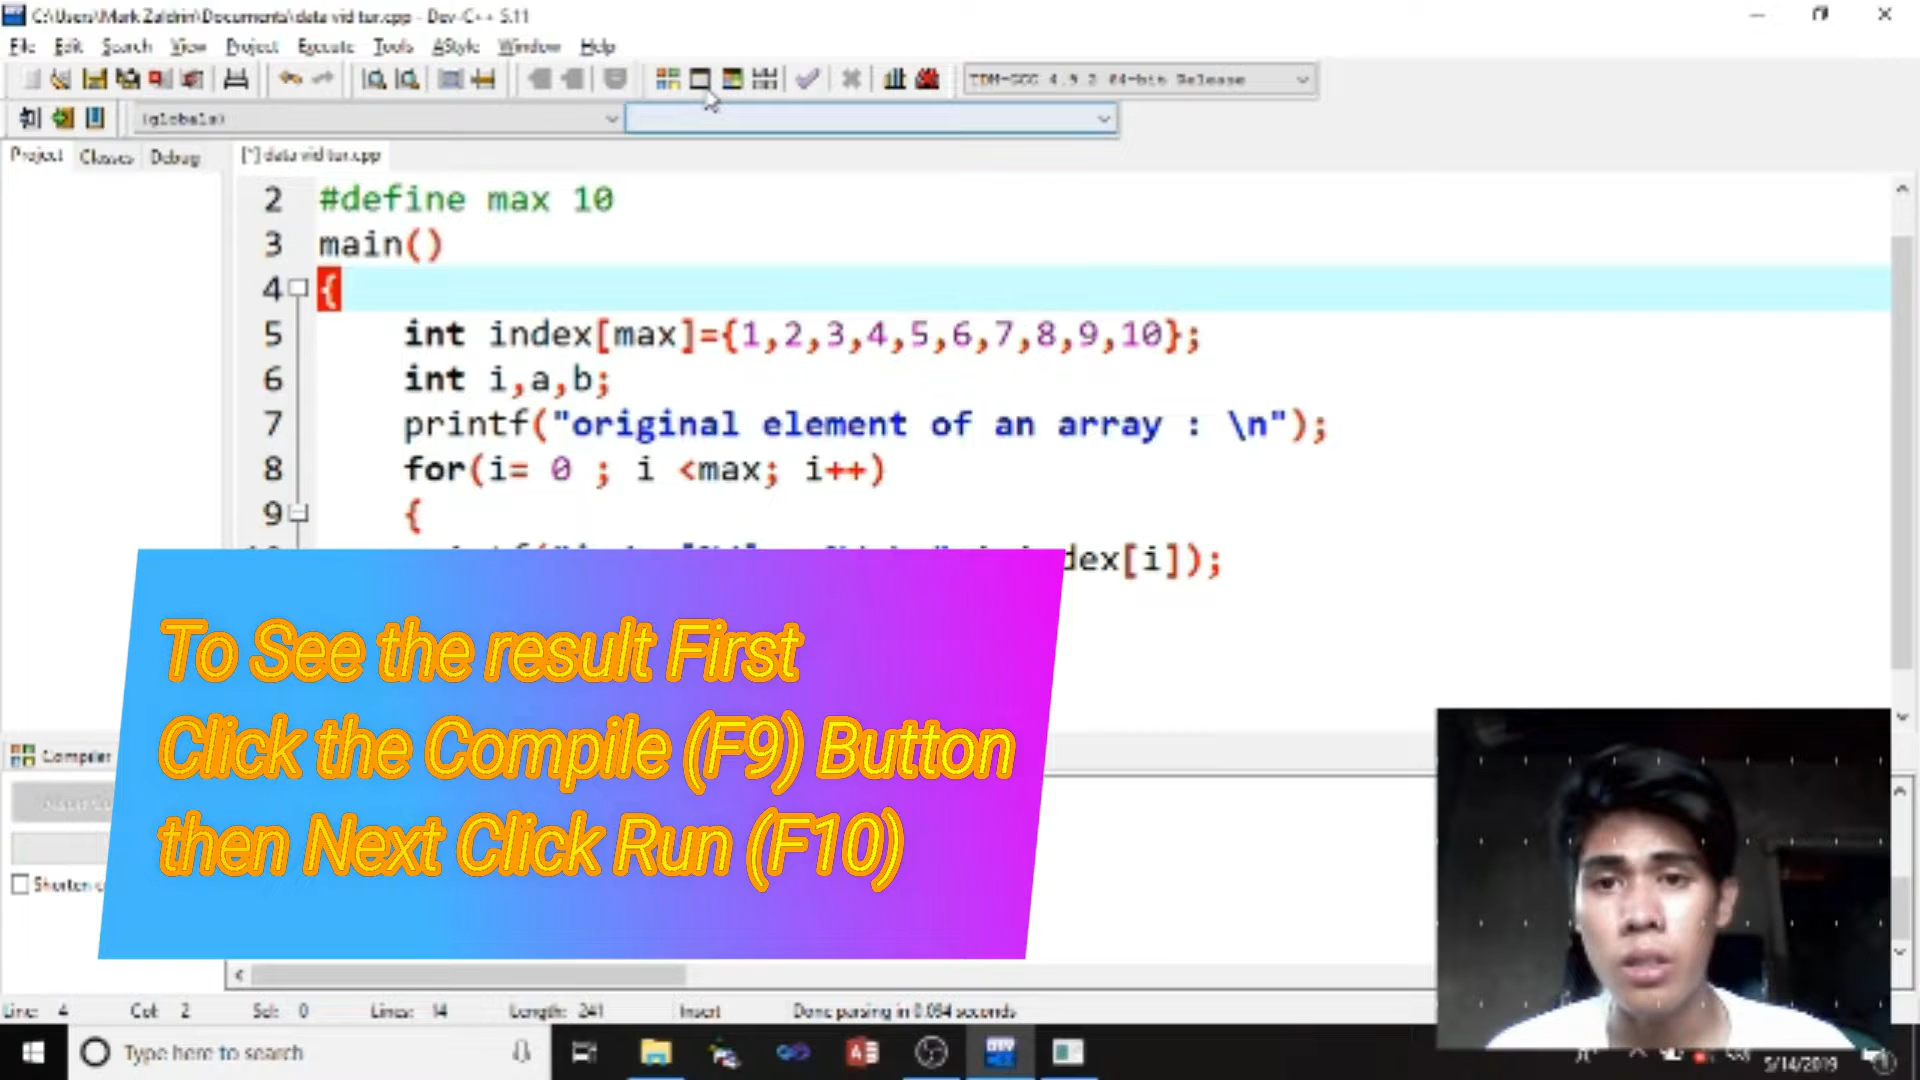 C:\Users\Mark Zaldrin\Documents\data vid tur.cpp - Dev-C++ 5.11
File Edit Search View Project Execute Tools AStyle Window Help
TDM-GCC 4.9.2 64-bit Release
(globals)
Project Classes Debug [*] data vid tur.cpp
2 #define max 10
3 main()
4 {
5 int index[max]={1,2,3,4,5,6,7,8,9,10};
6 int i,a,b;
7 printf("original element of an array : \n");
8 for(i= 0 ; i <max; i++)
9 {
dex[i]);
To See the result First
Click the Compile (F9) Button
then Next Click Run (F10)
Compiler
Shorten
Line: 4 Col: 2 Sel: 0 Lines: 14 Length: 241 Insert Done parsing in 0.094 seconds
Type here to search
5/14/2019